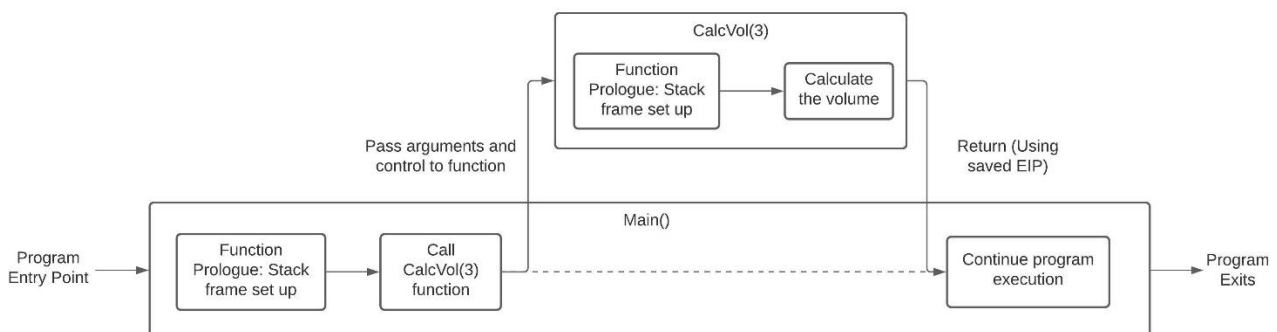 CalcVol(3)
Function
Prologue: Stack
frame set up
Calculate
the volume
Pass arguments and
control to function
Return (Using
saved EIP)
Main()
Program
Entry Point
Function
Prologue: Stack
frame set up
Call
CalcVol(3)
function
Continue program
execution
Program
Exits